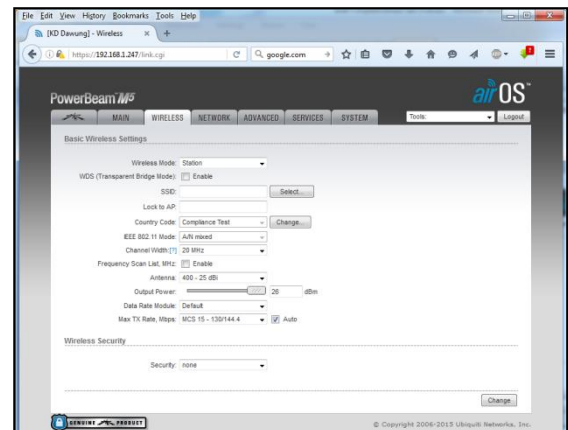 File Edit View History Bookmarks Tools Help
[KD Dawung] - Wireless × +
https://192.168.1.247/link.cgi google.com
PowerBeam M5 airOS
MAIN WIRELESS NETWORK ADVANCED SERVICES SYSTEM Tools: Logout
Basic Wireless Settings
Wireless Mode: Station
WDS (Transparent Bridge Mode): Enable
SSID: Select...
Lock to AP:
Country Code: Compliance Test Change...
IEEE 802.11 Mode: A/N mixed
Channel Width:[?] 20 MHz
Frequency Scan List, MHz: Enable
Antenna: 400 - 25 dBi
Output Power: 26 dBm
Data Rate Module: Default
Max TX Rate, Mbps: MCS 15 - 130/144.4 Auto
Wireless Security
Security: none
Change
GENUINE PRODUCT © Copyright 2006-2015 Ubiquiti Networks, Inc.